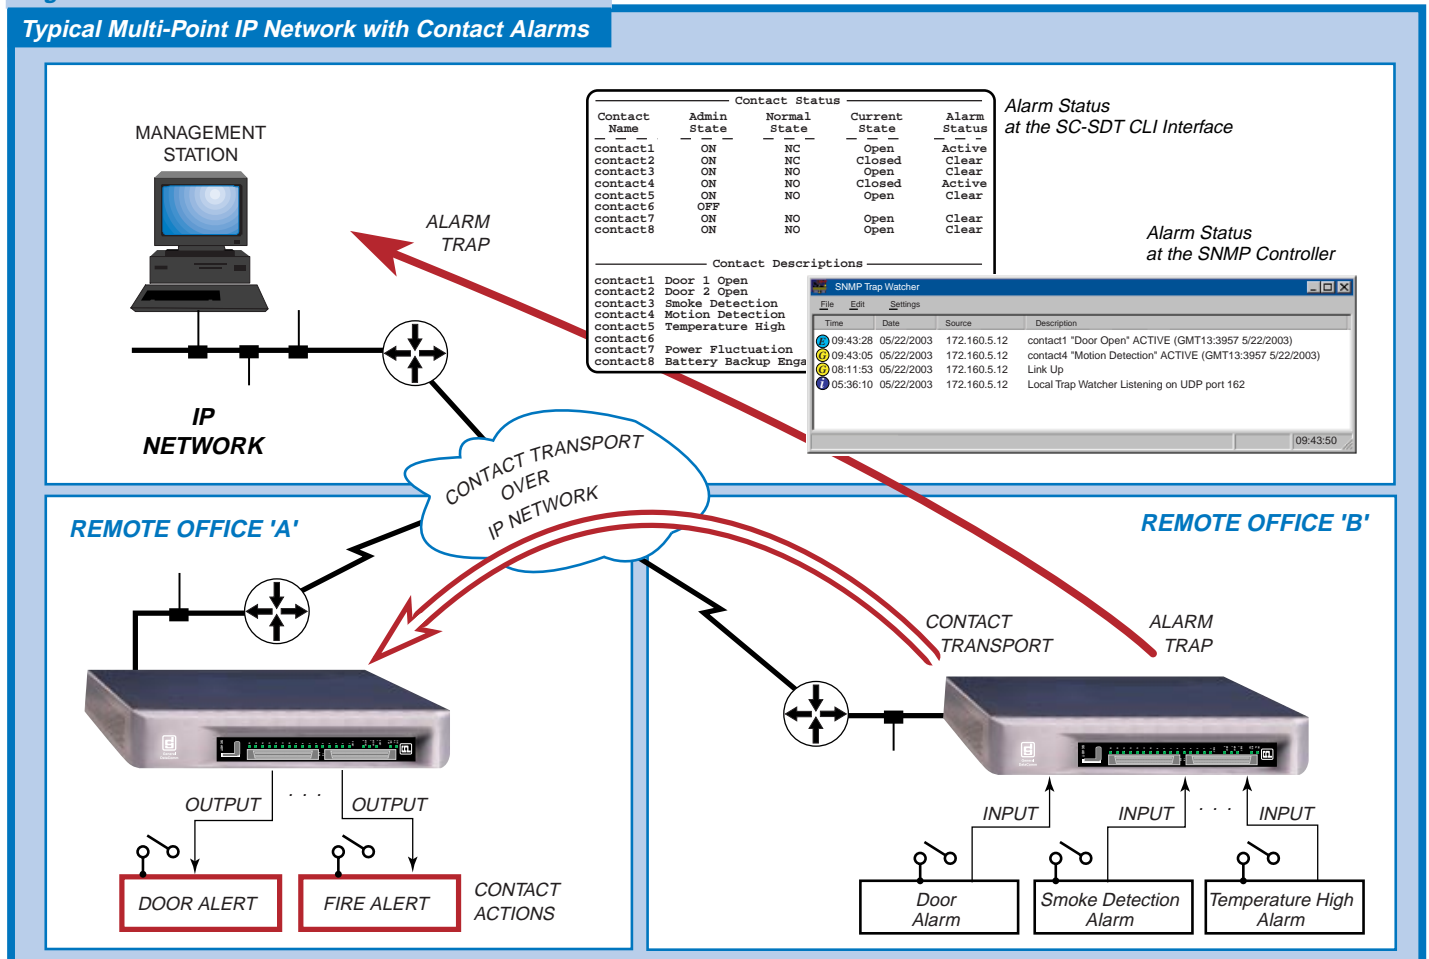 Typical Multi-Point IP Network with Contact Alarms
MANAGEMENT
STATION
ALARM
TRAP
IP
NETWORK
Contact Status
Contact Name Admin State Normal State Current State Alarm Status
contact1 ON NC Open Active
contact2 ON NC Closed Clear
contact3 ON NO Open Clear
contact4 ON NO Closed Active
contact5 ON NO Open Clear
contact6 OFF
contact7 ON NO Open Clear
contact8 ON NO Open Clear
Contact Descriptions
contact1 Door 1 Open
contact2 Door 2 Open
contact3 Smoke Detection
contact4 Motion Detection
contact5 Temperature High
contact6
contact7 Power Fluctuation
contact8 Battery Backup Enga
Alarm Status
at the SC-SDT CLI Interface
Alarm Status
at the SNMP Controller
SNMP Trap Watcher
File Edit Settings
Time Date Source Description
E 09:43:28 05/22/2003 172.160.5.12 contact1 "Door Open" ACTIVE (GMT13:3957 5/22/2003)
G 09:43:05 05/22/2003 172.160.5.12 contact4 "Motion Detection" ACTIVE (GMT13:3957 5/22/2003)
G 08:11:53 05/22/2003 172.160.5.12 Link Up
i 05:36:10 05/22/2003 172.160.5.12 Local Trap Watcher Listening on UDP port 162
09:43:50
CONTACT TRANSPORT
OVER
IP NETWORK
REMOTE OFFICE 'A'
OUTPUT
. . .
OUTPUT
DOOR ALERT
FIRE ALERT
CONTACT
ACTIONS
REMOTE OFFICE 'B'
CONTACT
TRANSPORT
ALARM
TRAP
INPUT
INPUT
. . .
INPUT
Door
Alarm
Smoke Detection
Alarm
Temperature High
Alarm